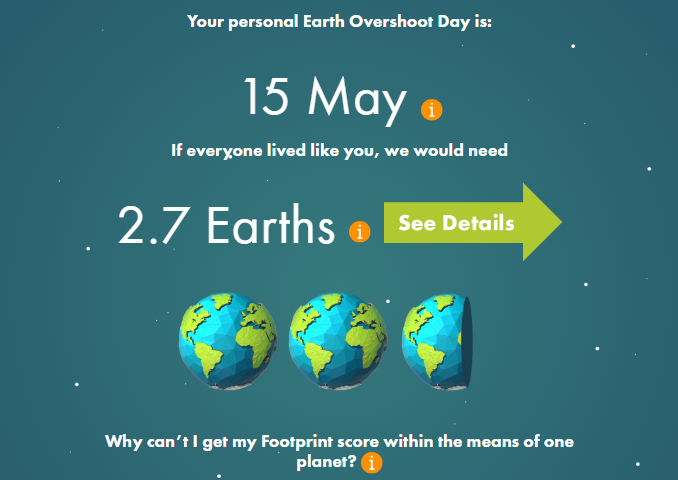 Your personal Earth Overshoot Day is:
15 May i
If everyone lived like you, we would need
2.7 Earths i See Details
Why can't I get my Footprint score within the means of one
planet? i